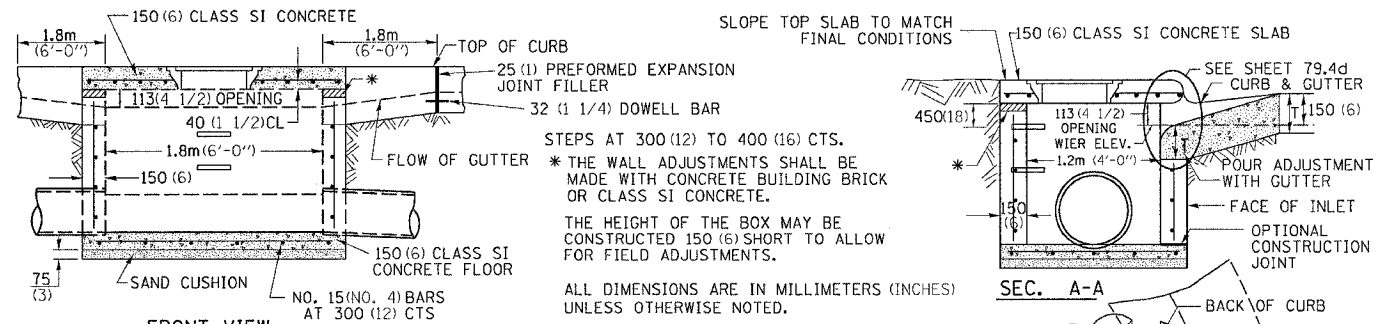 150 (6) CLASS SI CONCRETE
1.8m
(6'-0'')
1.8m
(6'-0'')
TOP OF CURB
25 (1) PREFORMED EXPANSION
JOINT FILLER
*
113(4 1/2) OPENING
32 (1 1/4) DOWELL BAR
40 (1 1/2)CL
1.8m(6'-0'')
FLOW OF GUTTER
150 (6)
150 (6) CLASS SI
CONCRETE FLOOR
75
(3)
SAND CUSHION
NO. 15(NO. 4) BARS
AT 300 (12) CTS
FRONT VIEW
STEPS AT 300(12) TO 400 (16) CTS.
* THE WALL ADJUSTMENTS SHALL BE
MADE WITH CONCRETE BUILDING BRICK
OR CLASS SI CONCRETE.
THE HEIGHT OF THE BOX MAY BE
CONSTRUCTED 150 (6) SHORT TO ALLOW
FOR FIELD ADJUSTMENTS.
ALL DIMENSIONS ARE IN MILLIMETERS (INCHES)
UNLESS OTHERWISE NOTED.
SLOPE TOP SLAB TO MATCH
FINAL CONDITIONS
150 (6) CLASS SI CONCRETE SLAB
SEE SHEET 79.4d
CURB & GUTTER
450(18)
113(4 1/2)
OPENING
WIER ELEV.
T
150 (6)
T
*
1.2m (4'-0'')
POUR ADJUSTMENT
WITH GUTTER
150
(6)
FACE OF INLET
OPTIONAL
CONSTRUCTION
JOINT
SEC. A-A
BACK OF CURB